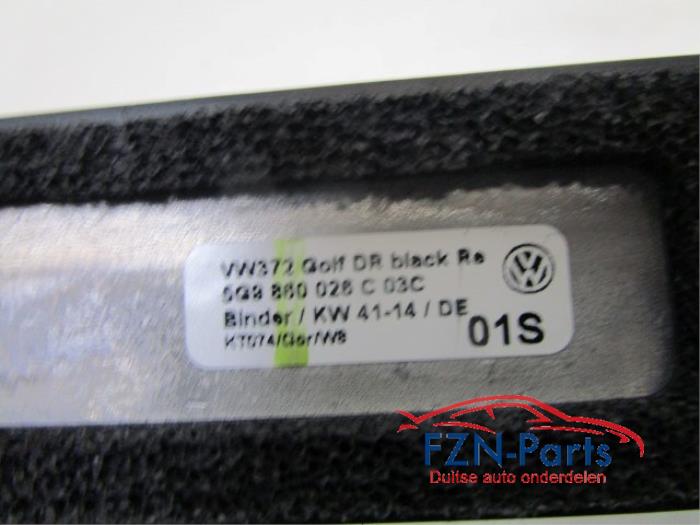 VW372 Golf DR black Re
5G9 860 026 C 03C
Binder / KW 41-14 / DE
01S
KT074/Ger/W8
FZN-Parts
Duitse auto onderdelen